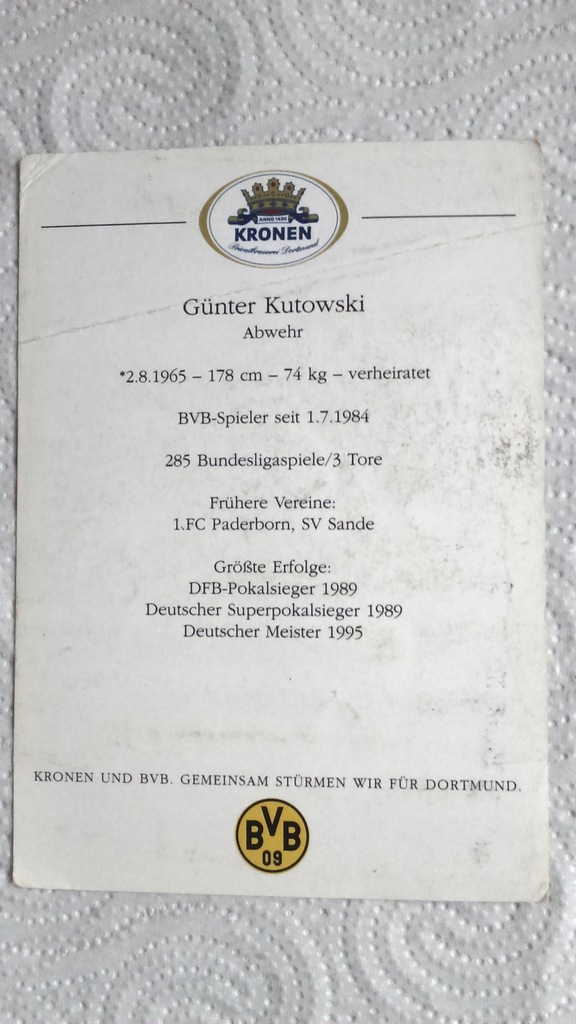 ANNO 1430
KRONEN
Privatbrauerei Dortmund
Günter Kutowski
Abwehr
*2.8.1965 – 178 cm – 74 kg – verheiratet
BVB-Spieler seit 1.7.1984
285 Bundesligaspiele/3 Tore
Frühere Vereine:
1.FC Paderborn, SV Sande
Größte Erfolge:
DFB-Pokalsieger 1989
Deutscher Superpokalsieger 1989
Deutscher Meister 1995
KRONEN UND BVB. GEMEINSAM STÜRMEN WIR FÜR DORTMUND.
BVB
09